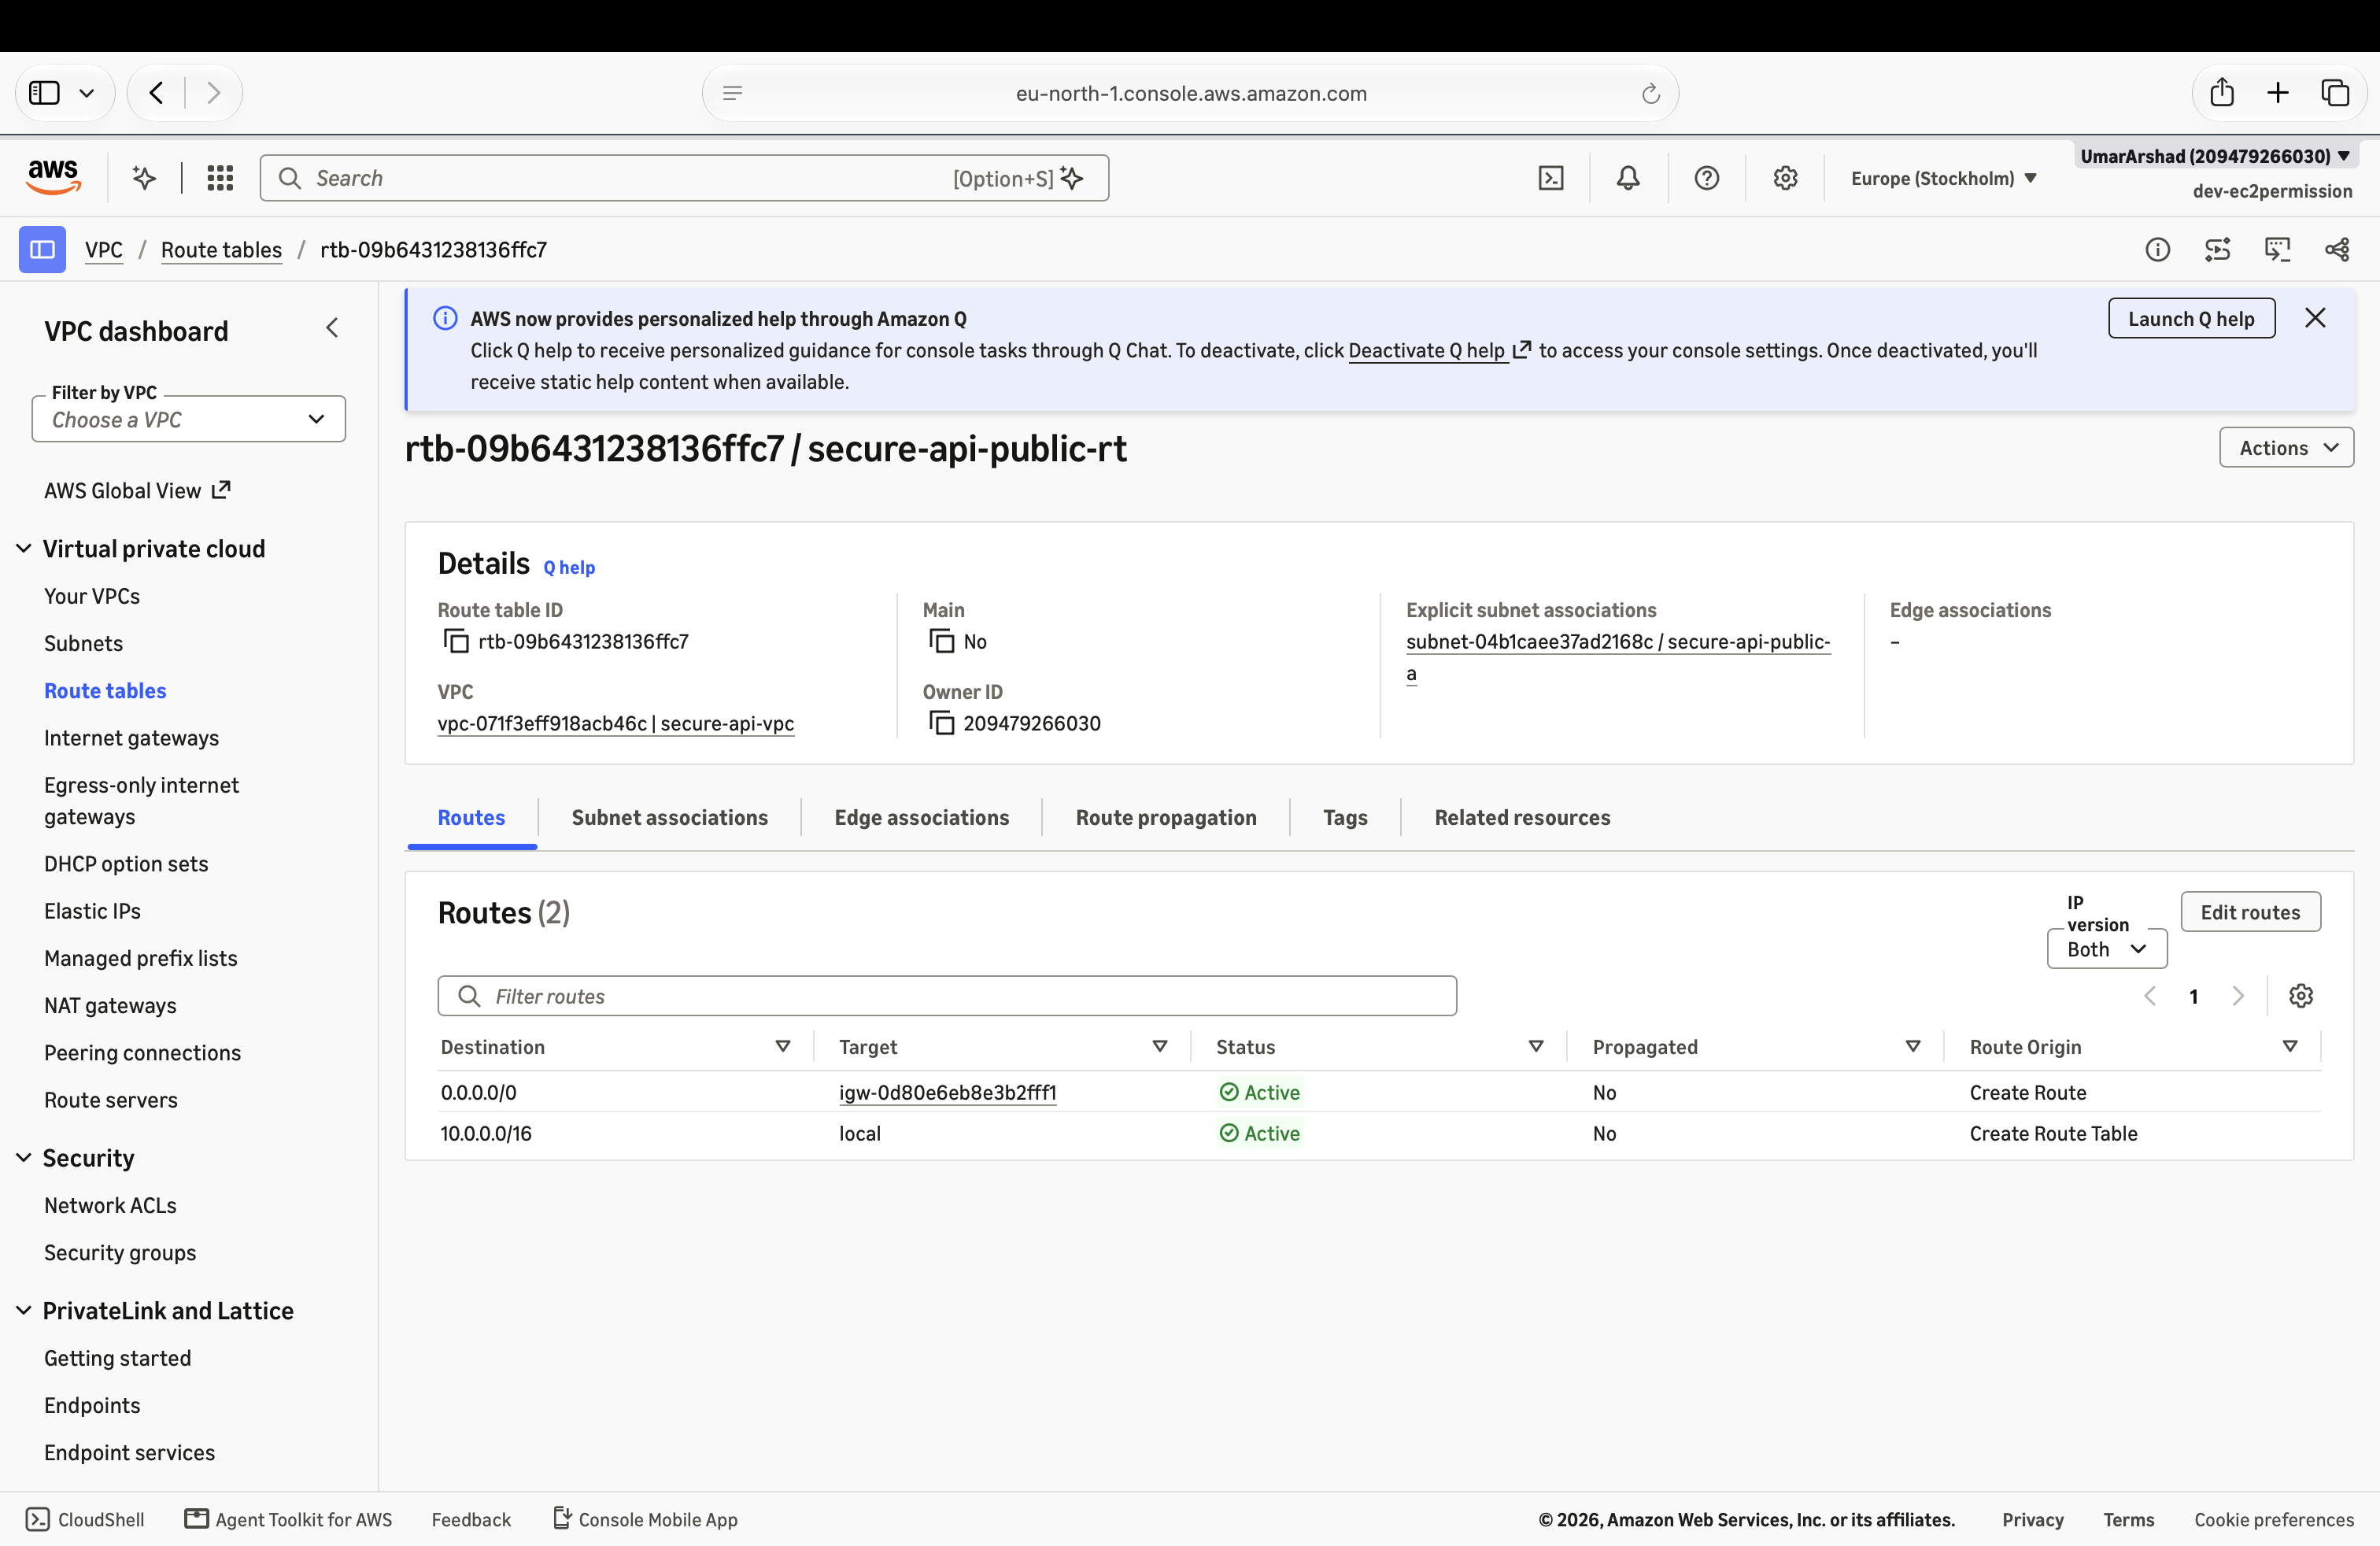 eu-north-1.console.aws.amazon.com
aws
Search
[Option+S]
Europe (Stockholm)
UmarArshad (209479266030)
dev-ec2permission
VPC / Route tables / rtb-09b6431238136ffc7
VPC dashboard
Filter by VPC
Choose a VPC
AWS Global View
Virtual private cloud
Your VPCs
Subnets
Route tables
Internet gateways
Egress-only internet
gateways
DHCP option sets
Elastic IPs
Managed prefix lists
NAT gateways
Peering connections
Route servers
Security
Network ACLs
Security groups
PrivateLink and Lattice
Getting started
Endpoints
Endpoint services
AWS now provides personalized help through Amazon Q
Click Q help to receive personalized guidance for console tasks through Q Chat. To deactivate, click Deactivate Q help to access your console settings. Once deactivated, you'll
receive static help content when available.
Launch Q help
rtb-09b6431238136ffc7 / secure-api-public-rt
Actions
Details Q help
Route table ID
rtb-09b6431238136ffc7
Main
No
Explicit subnet associations
subnet-04b1caee37ad2168c / secure-api-public-
a
Edge associations
–
VPC
vpc-071f3eff918acb46c | secure-api-vpc
Owner ID
209479266030
Routes Subnet associations Edge associations Route propagation Tags Related resources
Routes (2)
IP
version
Both
Edit routes
Filter routes
1
Destination Target Status Propagated Route Origin
0.0.0.0/0 igw-0d80e6eb8e3b2fff1 Active No Create Route
10.0.0.0/16 local Active No Create Route Table
CloudShell Agent Toolkit for AWS Feedback Console Mobile App
© 2026, Amazon Web Services, Inc. or its affiliates. Privacy Terms Cookie preferences